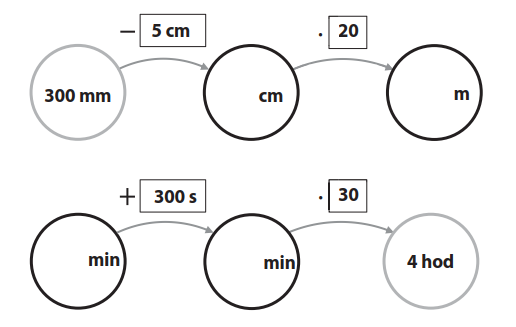 − 5 cm · 20
300 mm cm m
+ 300 s · 30
min min 4 hod